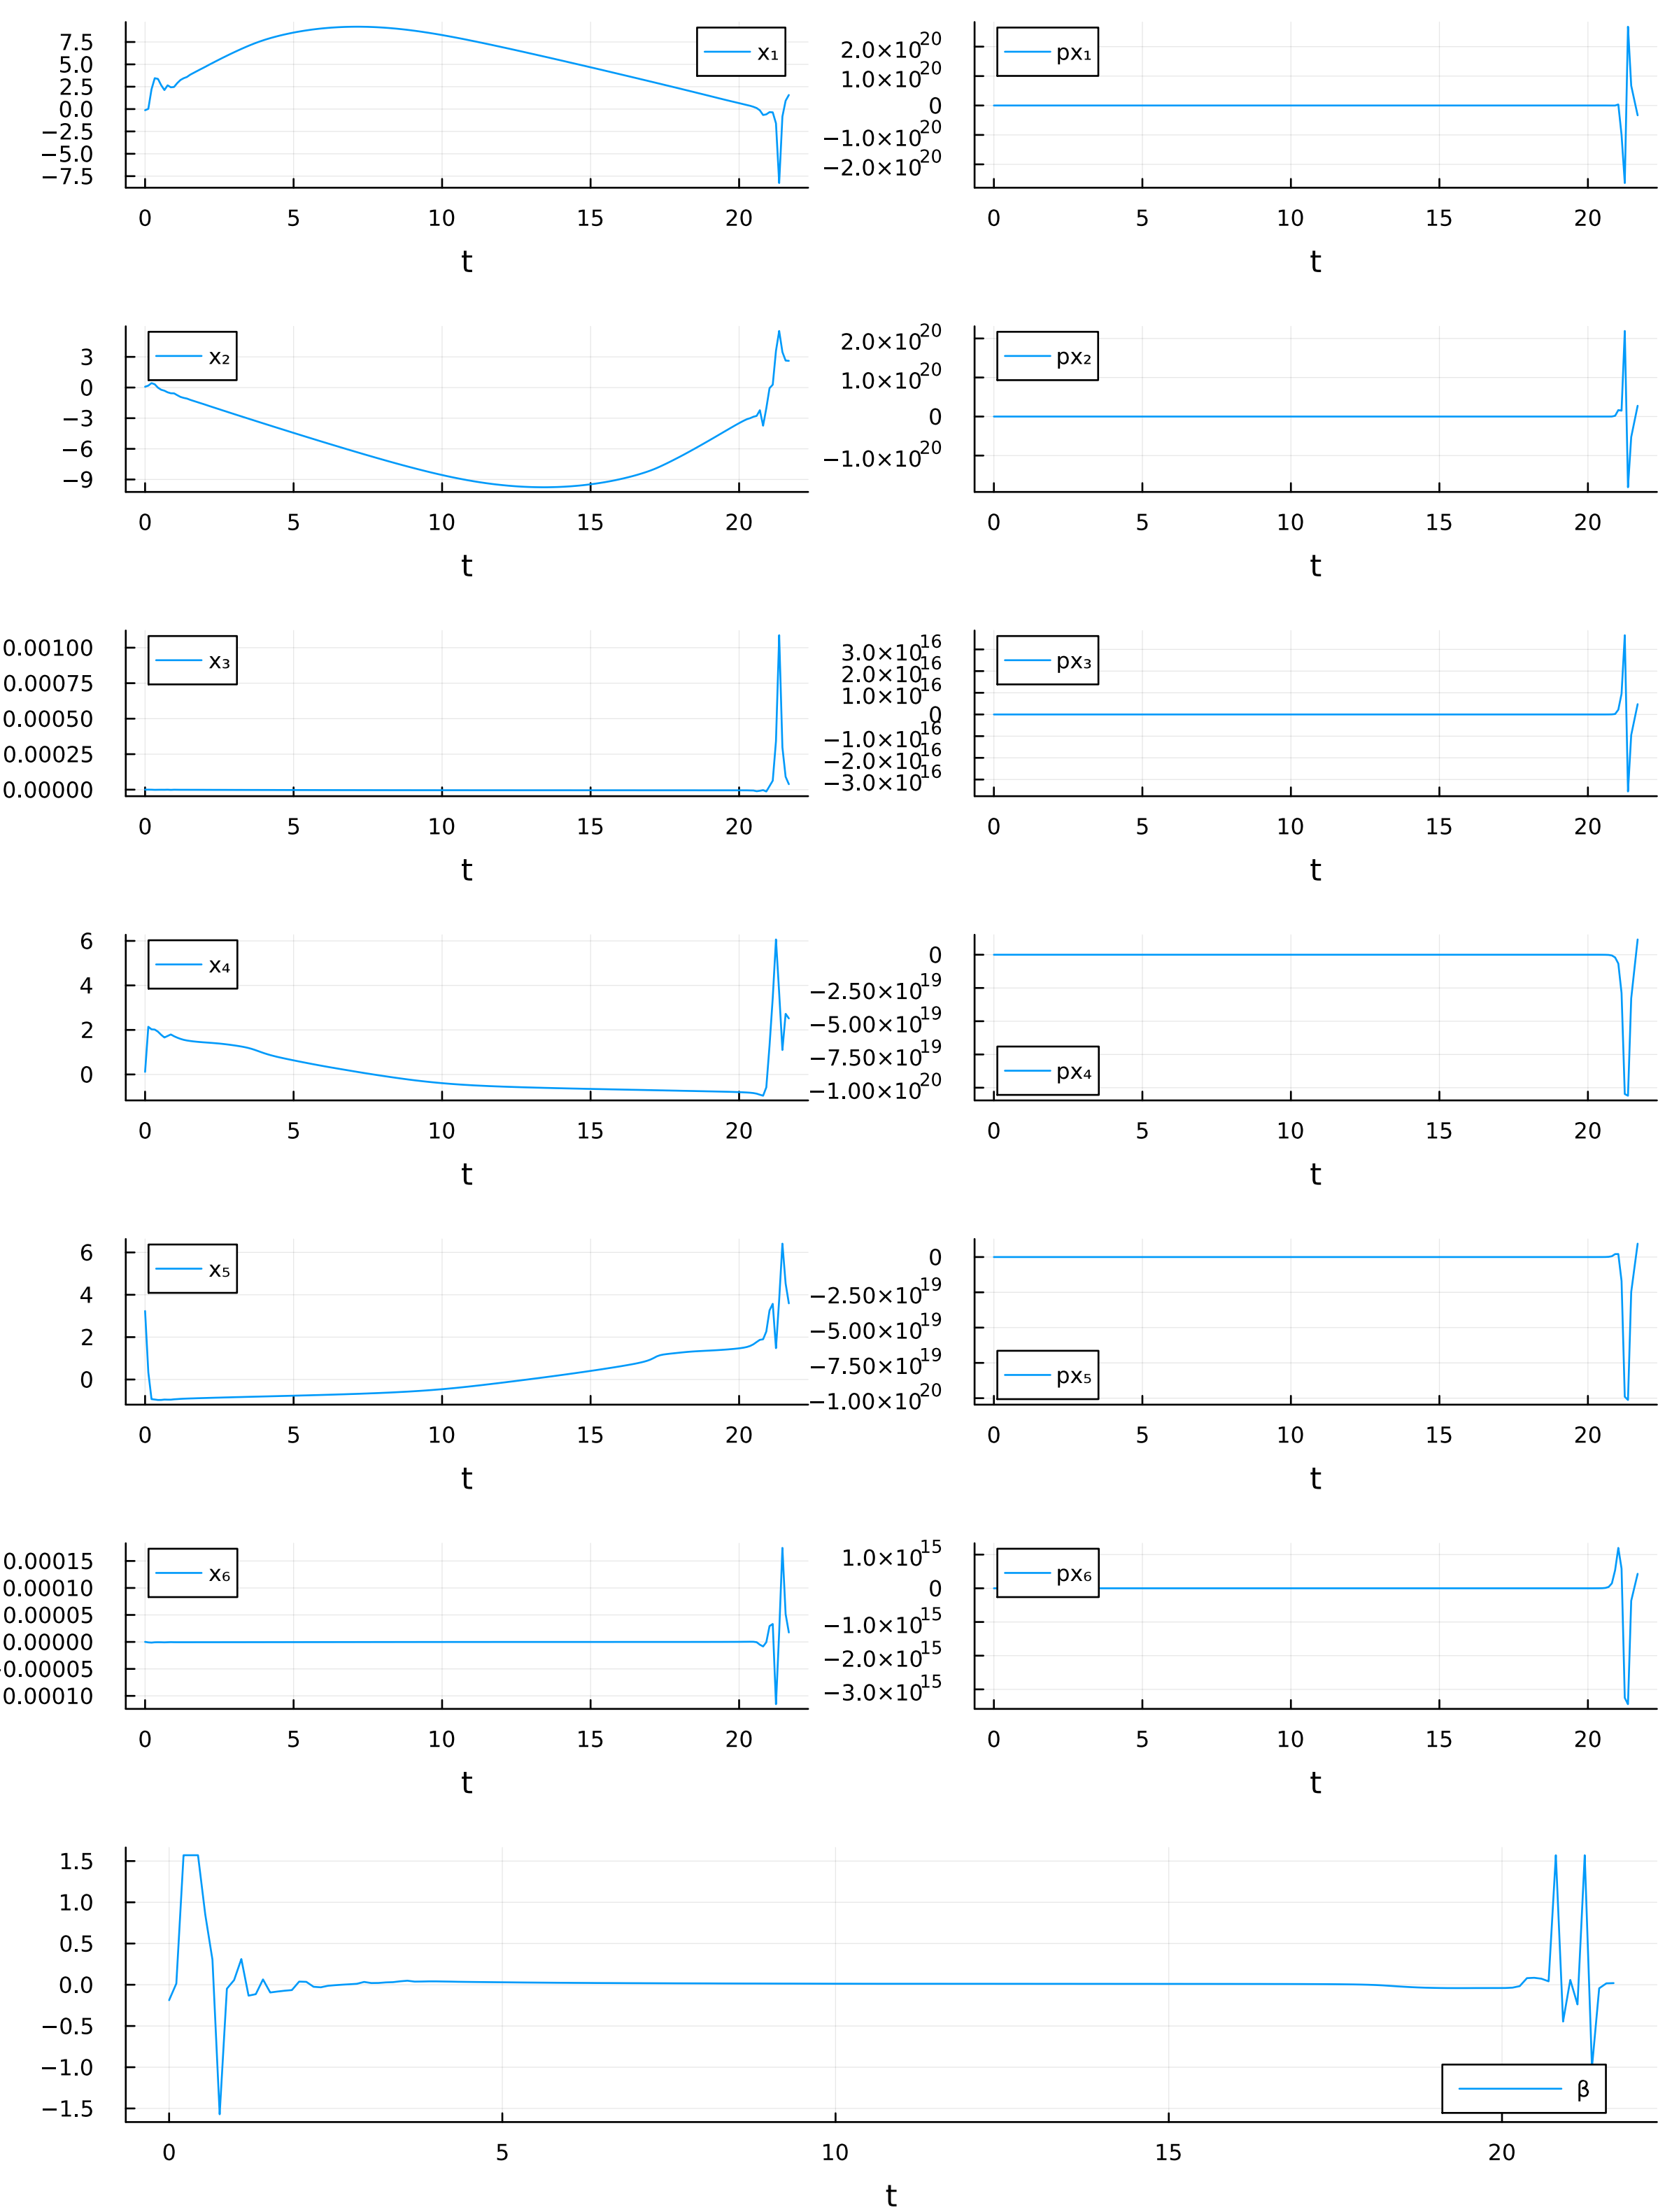 7.5
5.0
2.5
0.0
−2.5
−5.0
−7.5
x₁
0 5 10 15 20
t
2.0×10²⁰
1.0×10²⁰
0
−1.0×10²⁰
−2.0×10²⁰
px₁
0 5 10 15 20
t
3
0
−3
−6
−9
x₂
0 5 10 15 20
t
2.0×10²⁰
1.0×10²⁰
0
−1.0×10²⁰
px₂
0 5 10 15 20
t
0.00100
0.00075
0.00050
0.00025
0.00000
x₃
0 5 10 15 20
t
3.0×10¹⁶
2.0×10¹⁶
1.0×10¹⁶
0
−1.0×10¹⁶
−2.0×10¹⁶
−3.0×10¹⁶
px₃
0 5 10 15 20
t
6
4
2
0
x₄
0 5 10 15 20
t
0
−2.50×10¹⁹
−5.00×10¹⁹
−7.50×10¹⁹
−1.00×10²⁰
px₄
0 5 10 15 20
t
6
4
2
0
x₅
0 5 10 15 20
t
0
−2.50×10¹⁹
−5.00×10¹⁹
−7.50×10¹⁹
−1.00×10²⁰
px₅
0 5 10 15 20
t
0.00015
0.00010
0.00005
0.00000
0.00005
0.00010
x₆
0 5 10 15 20
t
1.0×10¹⁵
0
−1.0×10¹⁵
−2.0×10¹⁵
−3.0×10¹⁵
px₆
0 5 10 15 20
t
1.5
1.0
0.5
0.0
−0.5
−1.0
−1.5
β
0 5 10 15 20
t